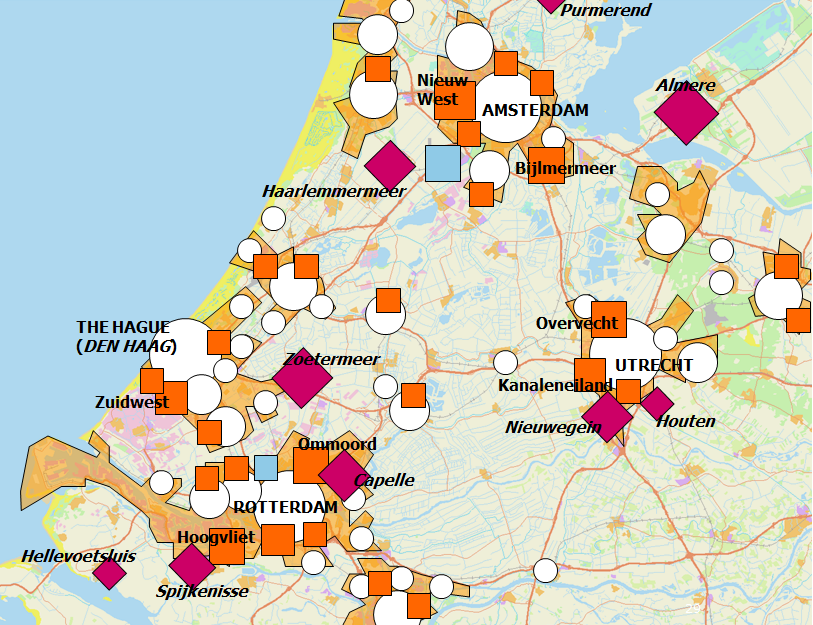 Purmerend
Nieuw
West
AMSTERDAM
Almere
Bijlmermeer
Haarlemmermeer
THE HAGUE
(DEN HAAG)
Overvecht
Zoetermeer
UTRECHT
Kanaleneiland
Zuidwest
Houten
Nieuwegein
Ommoord
Capelle
ROTTERDAM
Hoogvliet
Hellevoetsluis
Spijkenisse